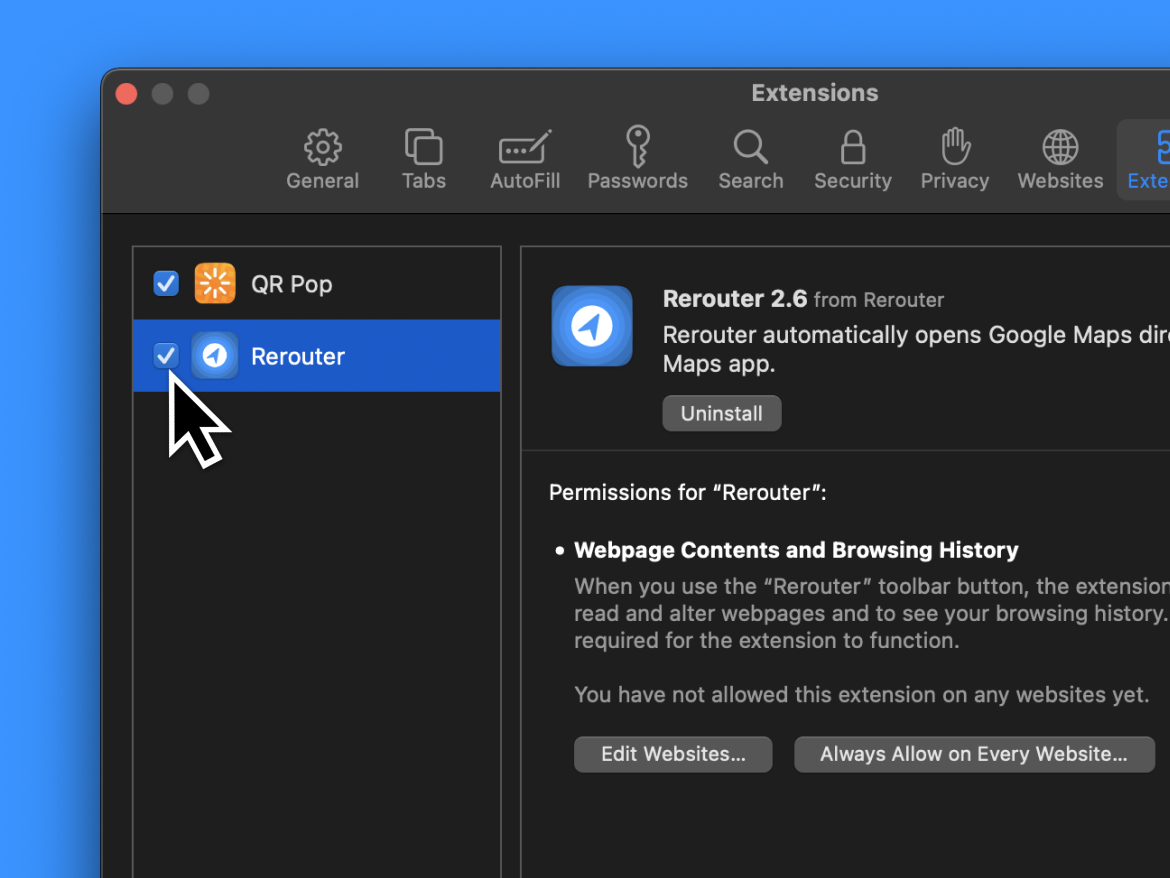 Extensions
General Tabs AutoFill Passwords Search Security Privacy Websites
QR Pop
Rerouter
Rerouter 2.6 from Rerouter
Rerouter automatically opens Google Maps
Maps app.
Uninstall
Permissions for “Rerouter”:
• Webpage Contents and Browsing History
When you use the “Rerouter” toolbar button, the extension
read and alter webpages and to see your browsing history.
required for the extension to function.
You have not allowed this extension on any websites yet.
Edit Websites... Always Allow on Every Website...